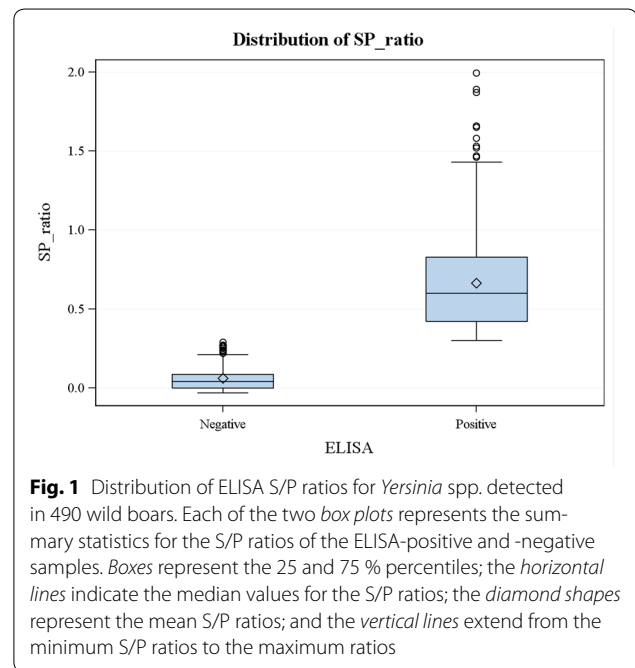 Distribution of SP_ratio
2.0
1.5
1.0
0.5
0.0
SP_ratio
Negative Positive
ELISA
Fig. 1 Distribution of ELISA S/P ratios for Yersinia spp. detected
in 490 wild boars. Each of the two box plots represents the sum-
mary statistics for the S/P ratios of the ELISA-positive and -negative
samples. Boxes represent the 25 and 75 % percentiles; the horizontal
lines indicate the median values for the S/P ratios; the diamond shapes
represent the mean S/P ratios; and the vertical lines extend from the
minimum S/P ratios to the maximum ratios